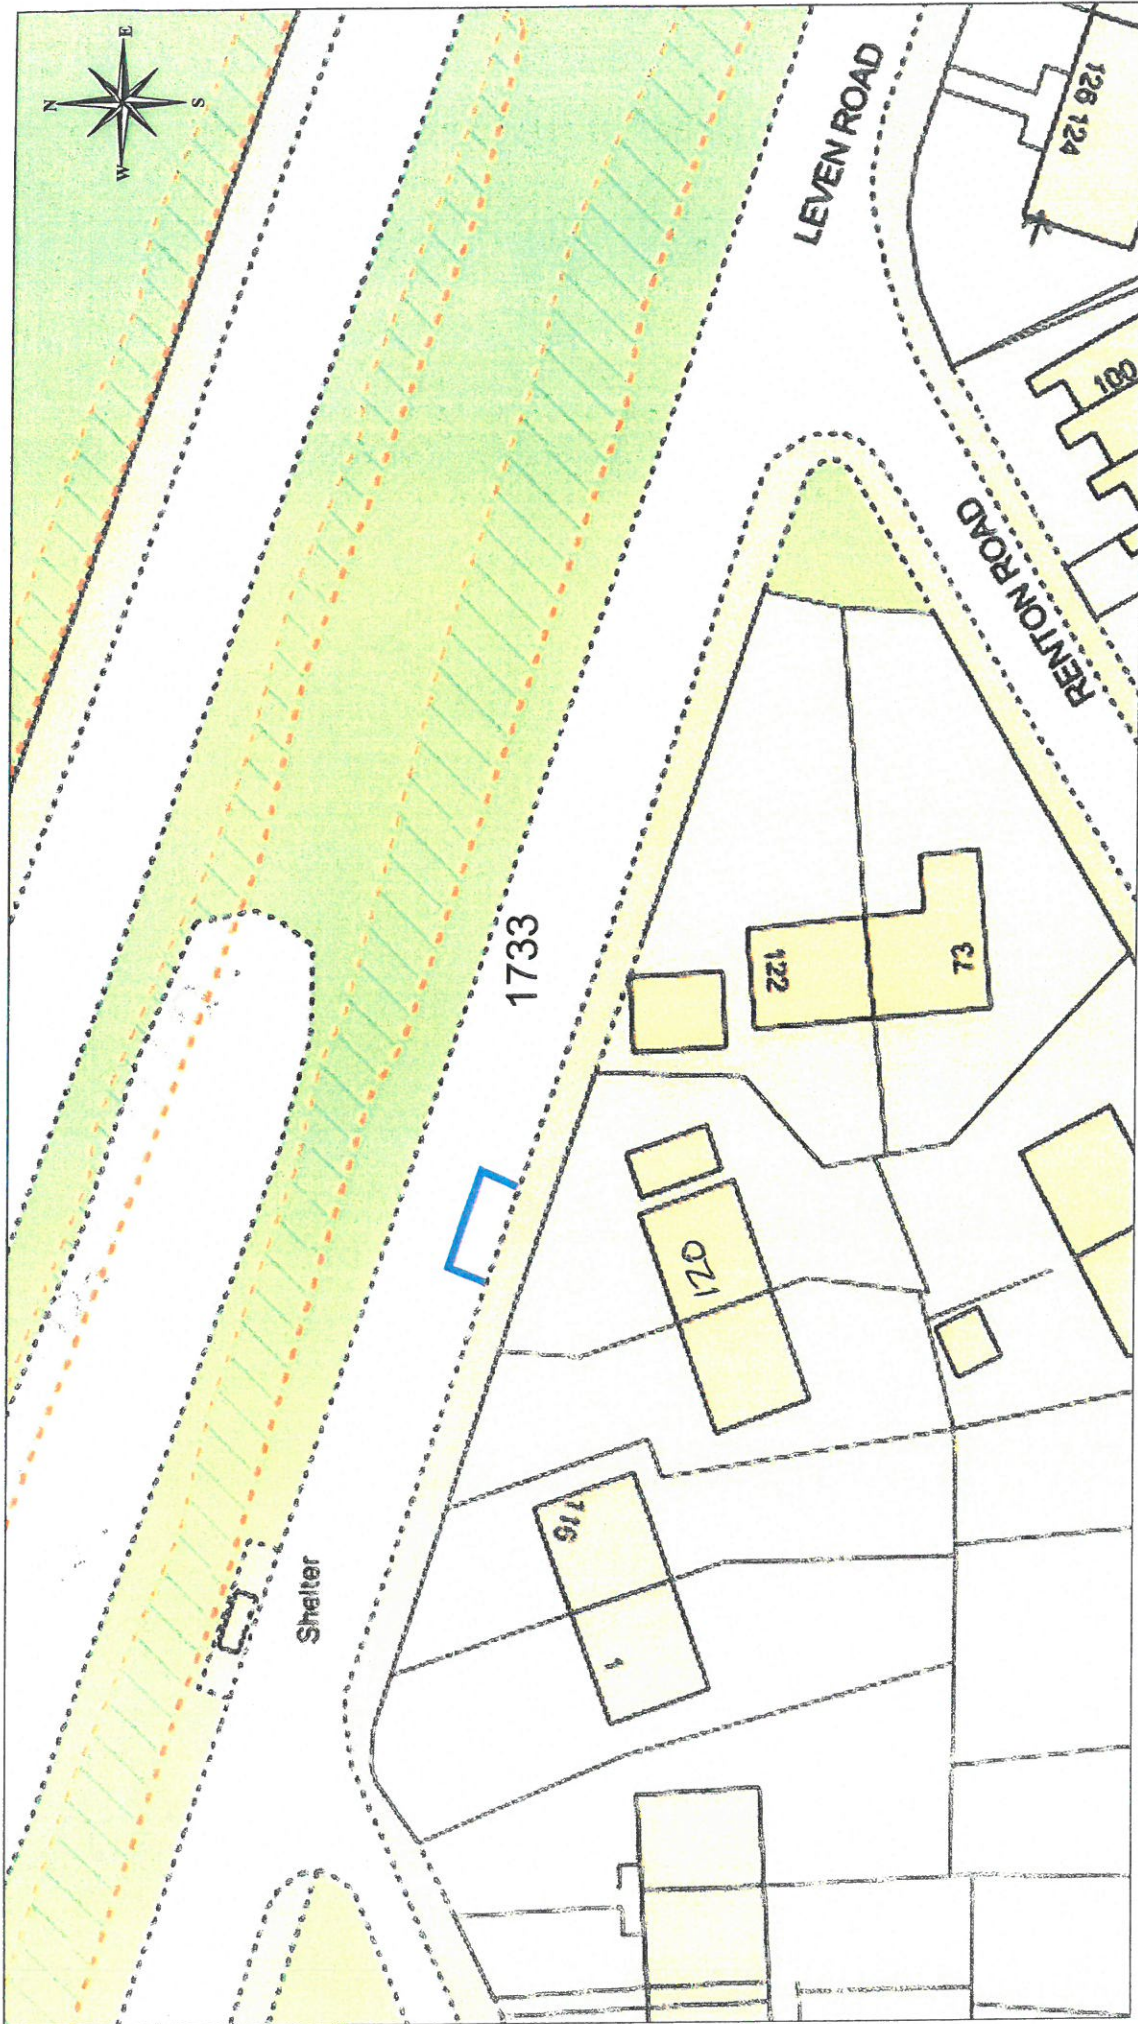 N
E
S
W
LEVEN ROAD
126 124
100
RENTON ROAD
1733
122
73
120
116
1
Shelter